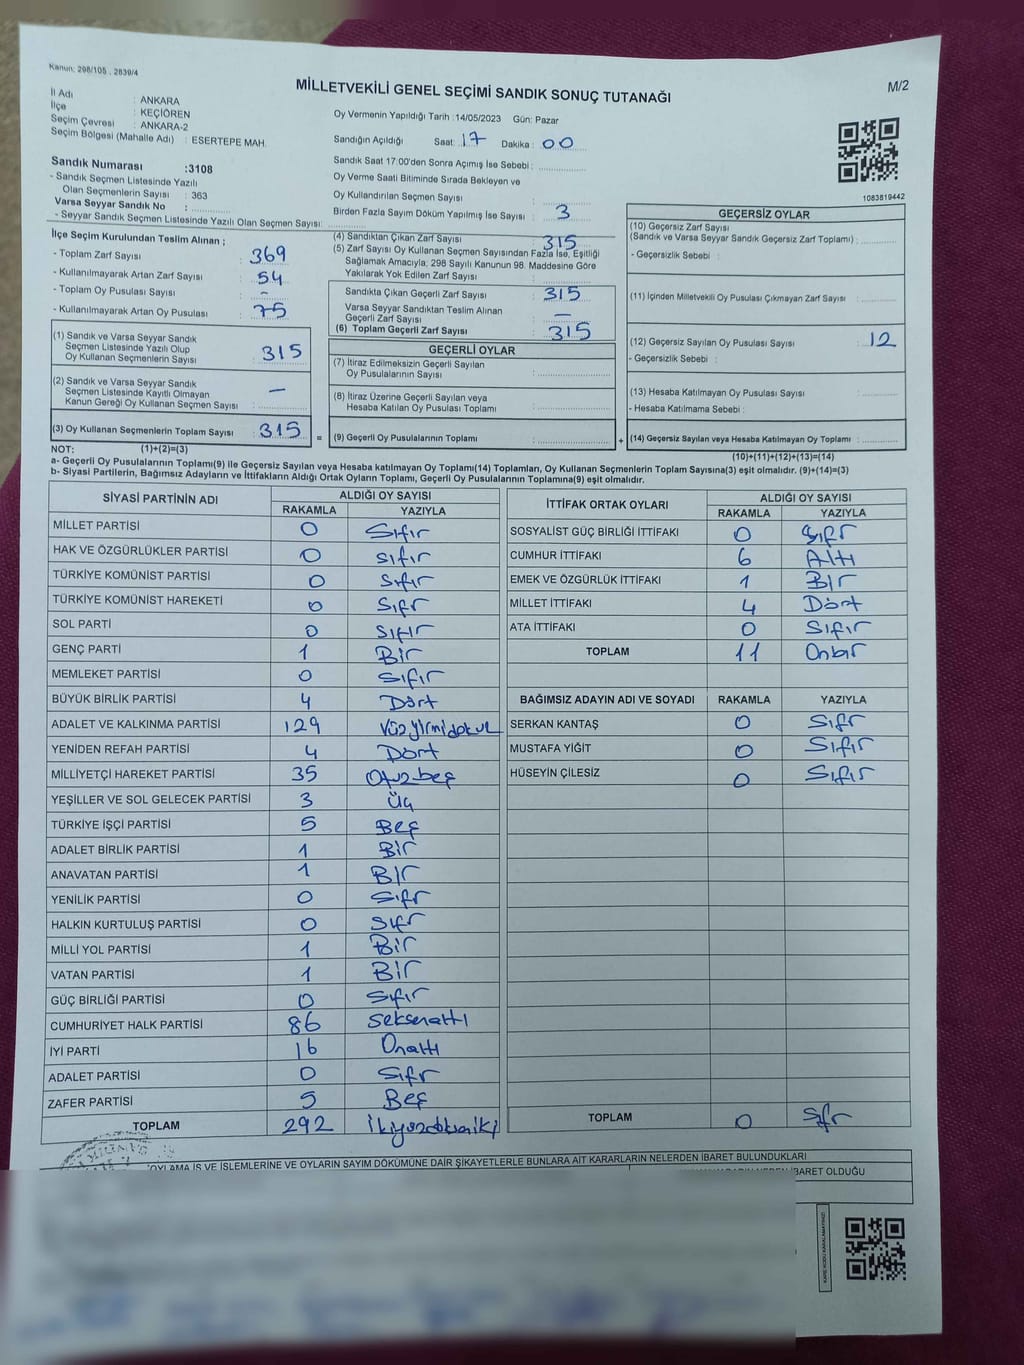 Kanun: 298/105 , 2839/4
MİLLETVEKİLİ GENEL SEÇİMİ SANDIK SONUÇ TUTANAĞI
M/2
İl Adı : ANKARA
İlçe : KEÇİÖREN
Seçim Çevresi : ANKARA-2
Seçim Bölgesi (Mahalle Adı) : ESERTEPE MAH.
Oy Vermenin Yapıldığı Tarih :14/05/2023 Gün: Pazar
Sandığın Açıldığı Saat: 17 Dakika : 00
Sandık Saat 17:00'den Sonra Açılmış İse Sebebi :
Oy Verme Saati Bitiminde Sırada Bekleyen ve
Oy Kullandırılan Seçmen Sayısı :
Birden Fazla Sayım Döküm Yapılmış İse Sayısı : 3
1083819442
Sandık Numarası :3108
- Sandık Seçmen Listesinde Yazılı
Olan Seçmenlerin Sayısı : 363
Varsa Seyyar Sandık No :
- Seyyar Sandık Seçmen Listesinde Yazılı Olan Seçmen Sayısı:
İlçe Seçim Kurulundan Teslim Alınan ;
- Toplam Zarf Sayısı : 369
- Kullanılmayarak Artan Zarf Sayısı : 54
- Toplam Oy Pusulası Sayısı : -
- Kullanılmayarak Artan Oy Pusulası : 75
(1) Sandık ve Varsa Seyyar Sandık
Seçmen Listesinde Yazılı Olup
Oy Kullanan Seçmenlerin Sayısı : 315
(2) Sandık ve Varsa Seyyar Sandık
Seçmen Listesinde Kayıtlı Olmayan
Kanun Gereği Oy Kullanan Seçmen Sayısı : —
(3) Oy Kullanan Seçmenlerin Toplam Sayısı : 315
(1)+(2)=(3)
(4) Sandıktan Çıkan Zarf Sayısı : 315
(5) Zarf Sayısı Oy Kullanan Seçmen Sayısından Fazla İse, Eşitliği
Sağlamak Amacıyla, 298 Sayılı Kanunun 98. Maddesine Göre
Yakılarak Yok Edilen Zarf Sayısı :
Sandıkta Çıkan Geçerli Zarf Sayısı : 315
Varsa Seyyar Sandıktan Teslim Alınan
Geçerli Zarf Sayısı : —
(6) Toplam Geçerli Zarf Sayısı : 315
GEÇERLİ OYLAR
(7) İtiraz Edilmeksizin Geçerli Sayılan
Oy Pusulalarının Sayısı :
(8) İtiraz Üzerine Geçerli Sayılan veya
Hesaba Katılan Oy Pusulası Toplamı :
= (9) Geçerli Oy Pusulalarının Toplamı :
GEÇERSİZ OYLAR
(10) Geçersiz Zarf Sayısı
(Sandık ve Varsa Seyyar Sandık Geçersiz Zarf Toplamı) :
- Geçersizlik Sebebi :
(11) İçinden Milletvekili Oy Pusulası Çıkmayan Zarf Sayısı :
(12) Geçersiz Sayılan Oy Pusulası Sayısı : 12
- Geçersizlik Sebebi :
(13) Hesaba Katılmayan Oy Pusulası Sayısı :
- Hesaba Katılmama Sebebi :
+ (14) Geçersiz Sayılan veya Hesaba Katılmayan Oy Toplamı :
(10)+(11)+(12)+(13)=(14)
NOT:
a- Geçerli Oy Pusulalarının Toplamı(9) ile Geçersiz Sayılan veya Hesaba katılmayan Oy Toplamı(14) Toplamları, Oy Kullanan Seçmenlerin Toplam Sayısına(3) eşit olmalıdır. (9)+(14)=(3)
b- Siyasi Partilerin, Bağımsız Adayların ve İttifakların Aldığı Ortak Oyların Toplamı, Geçerli Oy Pusulalarının Toplamına(9) eşit olmalıdır.
SİYASİ PARTİNİN ADI ALDIĞI OY SAYISI
RAKAMLA YAZIYLA
MİLLET PARTİSİ 0 Sıfır
HAK VE ÖZGÜRLÜKLER PARTİSİ 0 sıfır
TÜRKİYE KOMÜNİST PARTİSİ 0 Sıfır
TÜRKİYE KOMÜNİST HAREKETİ 0 Sıfr
SOL PARTİ 0 Sıfır
GENÇ PARTİ 1 Bir
MEMLEKET PARTİSİ 0 Sıfır
BÜYÜK BİRLİK PARTİSİ 4 Dört
ADALET VE KALKINMA PARTİSİ 129 Yüzyirmidokuz
YENİDEN REFAH PARTİSİ 4 Dört
MİLLİYETÇİ HAREKET PARTİSİ 35 Otuzbeş
YEŞİLLER VE SOL GELECEK PARTİSİ 3 Üç
TÜRKİYE İŞÇİ PARTİSİ 5 Beş
ADALET BİRLİK PARTİSİ 1 Bir
ANAVATAN PARTİSİ 1 Bir
YENİLİK PARTİSİ 0 Sıfr
HALKIN KURTULUŞ PARTİSİ 0 Sıfr
MİLLİ YOL PARTİSİ 1 Bir
VATAN PARTİSİ 1 Bir
GÜÇ BİRLİĞİ PARTİSİ 0 Sıfır
CUMHURİYET HALK PARTİSİ 86 Seksenaltı
İYİ PARTİ 16 Onaltı
ADALET PARTİSİ 0 Sıfr
ZAFER PARTİSİ 5 Beş
TOPLAM 292 İkiyüzdoksaniki
İTTİFAK ORTAK OYLARI ALDIĞI OY SAYISI
RAKAMLA YAZIYLA
SOSYALİST GÜÇ BİRLİĞİ İTTİFAKI 0 Sıfr
CUMHUR İTTİFAKI 6 Altı
EMEK VE ÖZGÜRLÜK İTTİFAKI 1 Bir
MİLLET İTTİFAKI 4 Dört
ATA İTTİFAKI 0 Sıfır
TOPLAM 11 Onbir
BAĞIMSIZ ADAYIN ADI VE SOYADI RAKAMLA YAZIYLA
SERKAN KANTAŞ 0 Sıfr
MUSTAFA YİĞİT 0 Sıfır
HÜSEYİN ÇİLESİZ 0 Sıfır
TOPLAM 0 Sıfr
OYLAMA İŞ VE İŞLEMLERİNE VE OYLARIN SAYIM DÖKÜMÜNE DAİR ŞİKAYETLERLE BUNLARA AİT KARARLARIN NELERDEN İBARET BULUNDUKLARI
İBARET OLDUĞU
KARE KODU KARALAMAYINIZ!